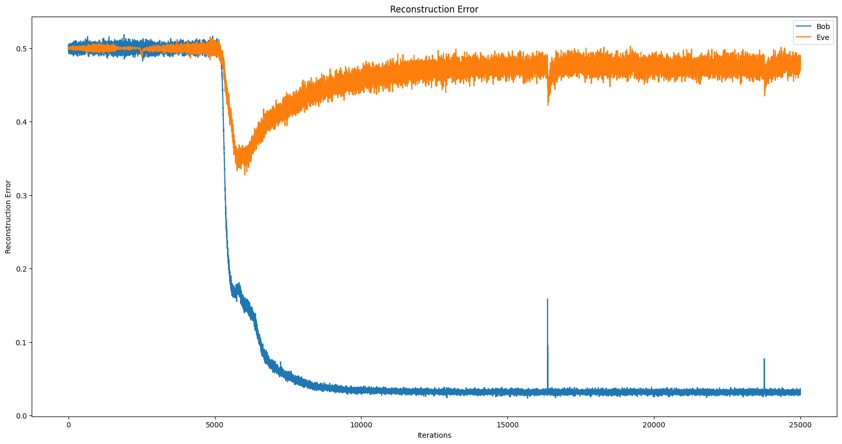 Reconstruction Error
Bob
Eve
Reconstruction Error
0.5
0.4
0.3
0.2
0.1
0.0
0
5000
10000
15000
20000
25000
Iterations